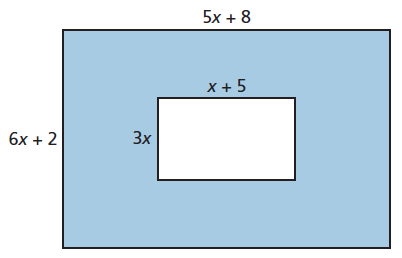 5x + 8
x + 5
6x + 2
3x